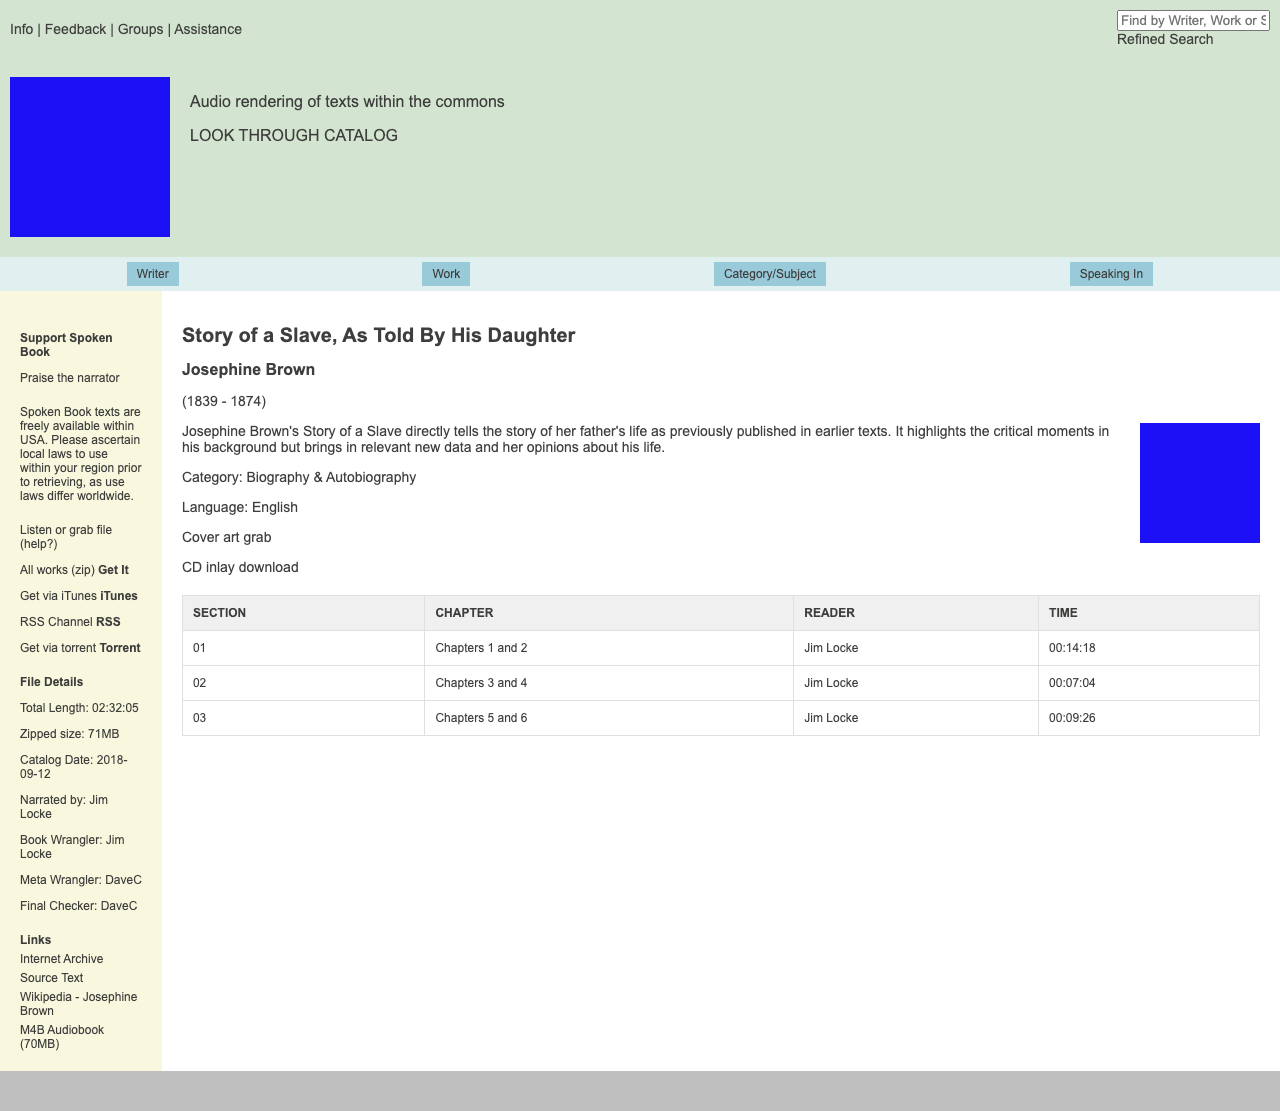 Info | Feedback | Groups | Assistance
Find by Writer, Work or S
Refined Search
Audio rendering of texts within the commons
LOOK THROUGH CATALOG
Writer
Work
Category/Subject
Speaking In
Support Spoken
Book
Praise the narrator
Spoken Book texts are
freely available within
USA. Please ascertain
local laws to use
within your region prior
to retrieving, as use
laws differ worldwide.
Listen or grab file
(help?)
All works (zip) Get It
Get via iTunes iTunes
RSS Channel RSS
Get via torrent Torrent
File Details
Total Length: 02:32:05
Zipped size: 71MB
Catalog Date: 2018-
09-12
Narrated by: Jim
Locke
Book Wrangler: Jim
Locke
Meta Wrangler: DaveC
Final Checker: DaveC
Links
Internet Archive
Source Text
Wikipedia - Josephine
Brown
M4B Audiobook
(70MB)
Story of a Slave, As Told By His Daughter
Josephine Brown
(1839 - 1874)
Josephine Brown's Story of a Slave directly tells the story of her father's life as previously published in earlier texts. It highlights the critical moments in
his background but brings in relevant new data and her opinions about his life.
Category: Biography & Autobiography
Language: English
Cover art grab
CD inlay download
SECTION CHAPTER READER TIME
01 Chapters 1 and 2 Jim Locke 00:14:18
02 Chapters 3 and 4 Jim Locke 00:07:04
03 Chapters 5 and 6 Jim Locke 00:09:26